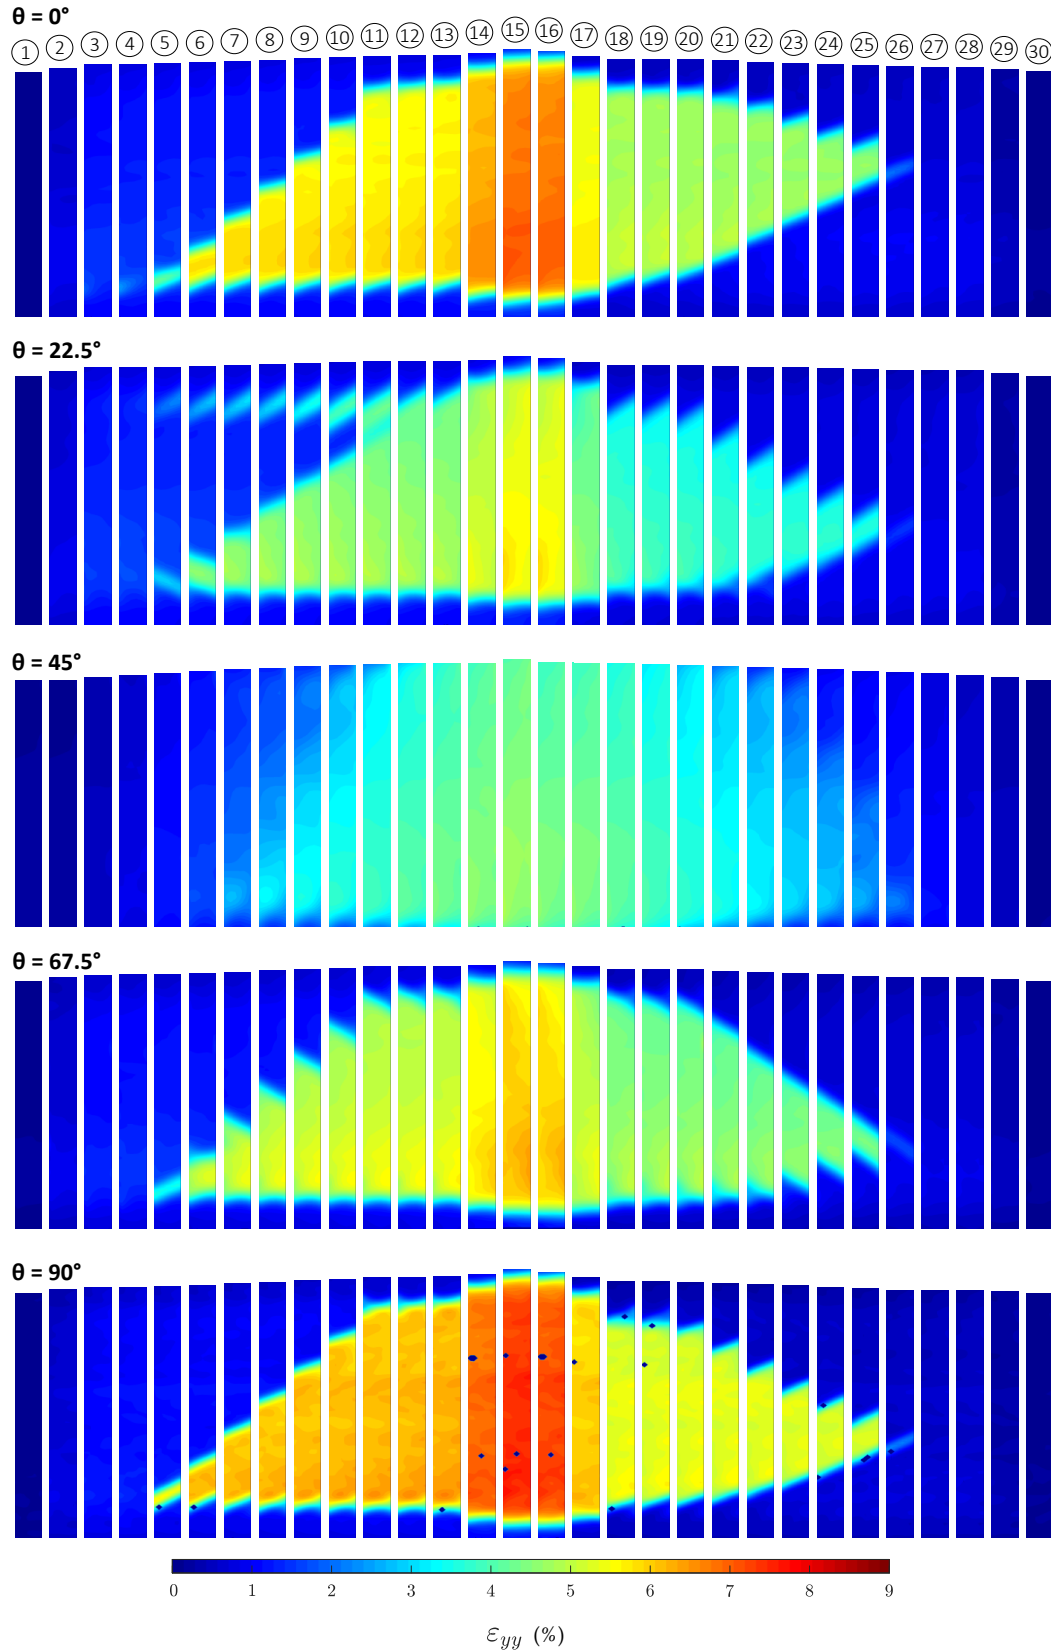 θ = 0°
① ② ③ ④ ⑤ ⑥ ⑦ ⑧ ⑨ ⑩ ⑪ ⑫ ⑬ ⑭ ⑮ ⑯ ⑰ ⑱ ⑲ ⑳ ㉑ ㉒ ㉓ ㉔ ㉕ ㉖ ㉗ ㉘ ㉙ ㉚
θ = 22.5°
θ = 45°
θ = 67.5°
θ = 90°
0 1 2 3 4 5 6 7 8 9
εyy (%)